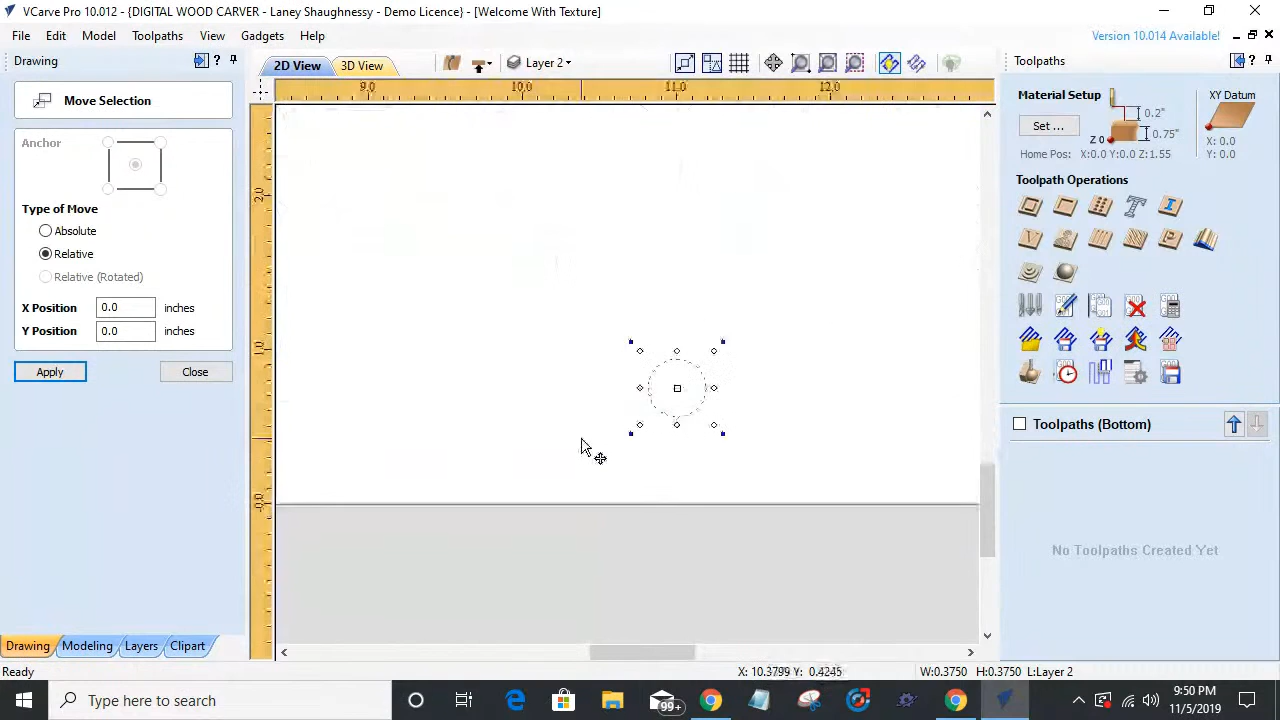 VCarve Pro 10.012 - {DIGITAL WOOD CARVER - Laney Shaughnessy - Demo Licence} - [Welcome With Texture]
File Edit Model Toolpaths View Gadgets Help
Version 10.014 Available!
Drawing
2D View 3D View Layer 2
Toolpaths
Move Selection
9.0 10.0 11.0 12.0
Material Setup
XY Datum
Set ...
0.2"
Z 0
0.75"
X: 0.0
Y: 0.0
Home Pos: X:0.0 Y:0.0 Z:1.55
Anchor
Type of Move
Absolute
Relative
Relative (Rotated)
X Position 0.0 inches
Y Position 0.0 inches
Apply Close
2.0
1.0
-0.0
Toolpath Operations
Toolpaths (Bottom)
No Toolpaths Created Yet
Drawing Modeling Layers Clipart
Ready
X: 10.3799 Y: 0.4245
W:0.3750 H:0.3750 L:Layer 2
Type here to search
99+
9:50 PM
11/5/2019